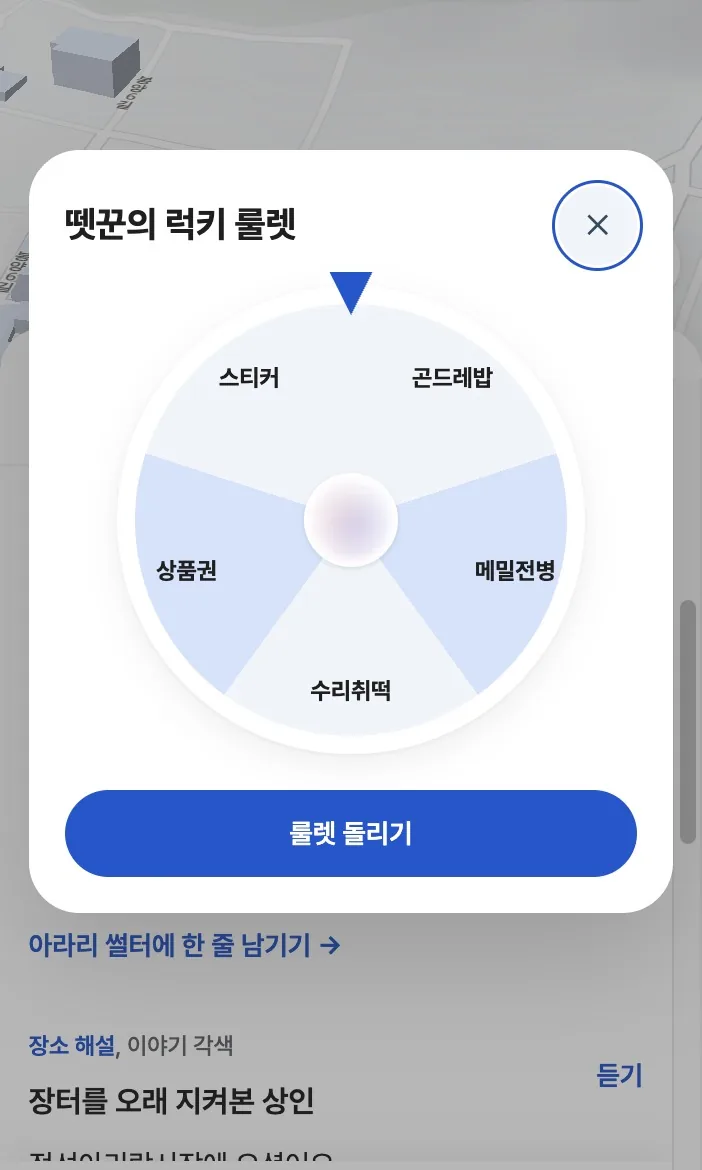 뗏꾼의 럭키 룰렛
스티커
곤드레밥
상품권
메밀전병
수리취떡
룰렛 돌리기
아라리 썰터에 한 줄 남기기 →
장소 해설, 이야기 각색
듣기
장터를 오래 지켜본 상인